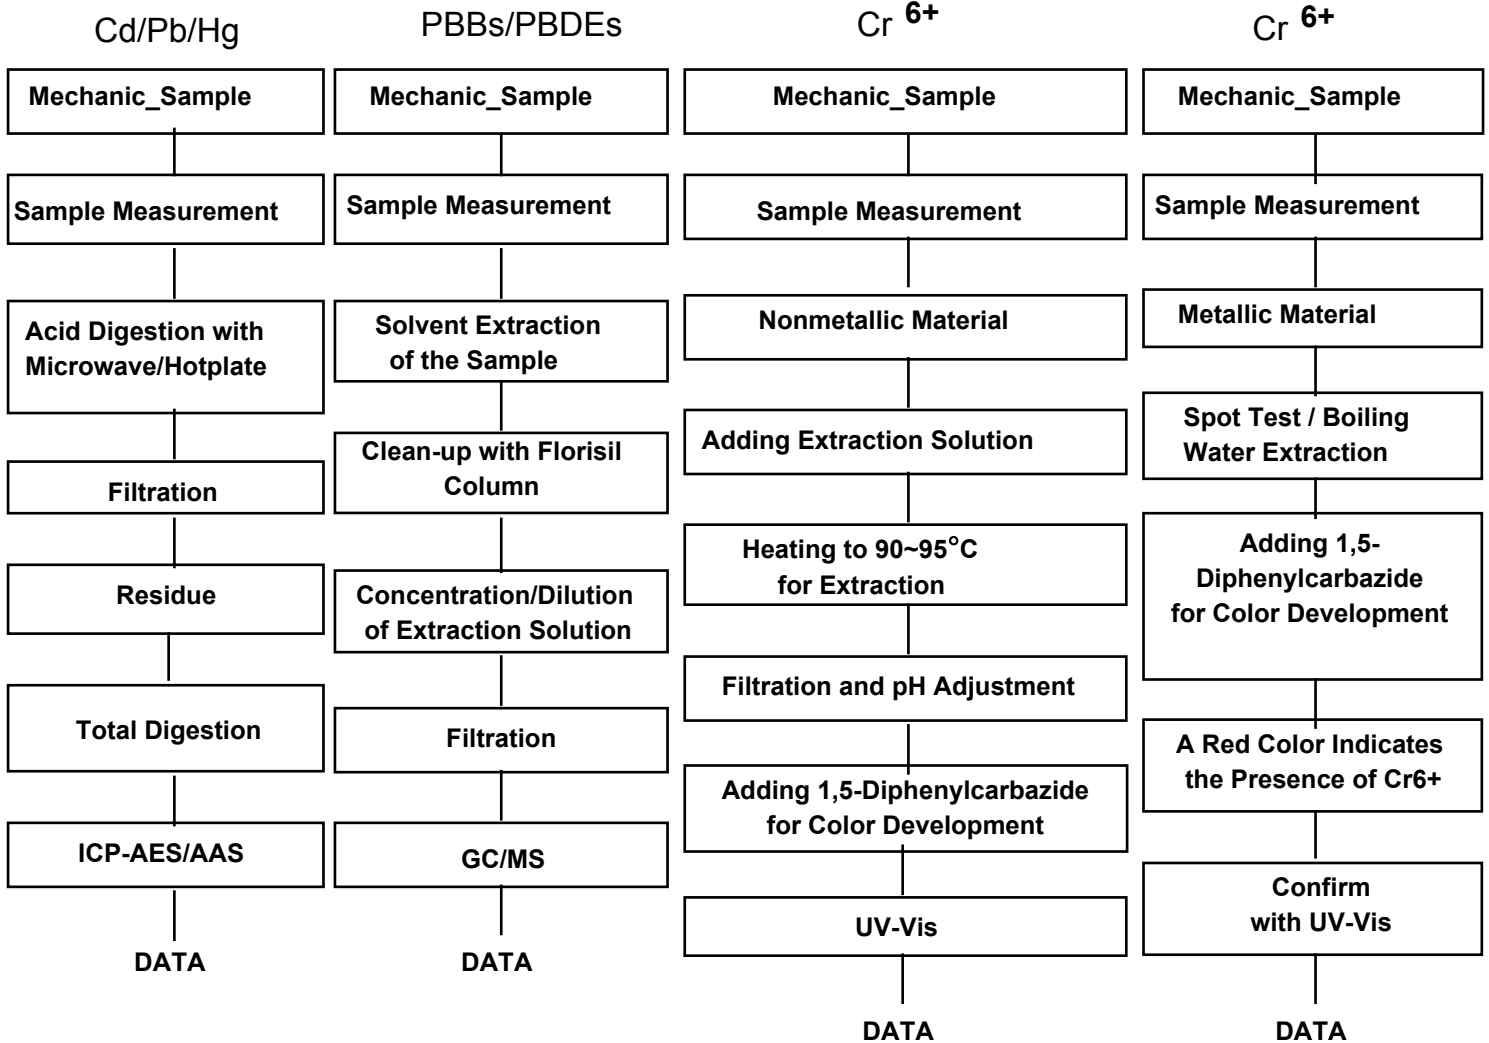 Cd/Pb/Hg
Mechanic_Sample
Sample Measurement
Acid Digestion with
Microwave/Hotplate
Filtration
Residue
Total Digestion
ICP-AES/AAS
DATA
PBBs/PBDEs
Mechanic_Sample
Sample Measurement
Solvent Extraction
of the Sample
Clean-up with Florisil
Column
Concentration/Dilution
of Extraction Solution
Filtration
GC/MS
DATA
Cr 6+
Mechanic_Sample
Sample Measurement
Nonmetallic Material
Adding Extraction Solution
Heating to 90~95°C
for Extraction
Filtration and pH Adjustment
Adding 1,5-Diphenylcarbazide
for Color Development
UV-Vis
DATA
Cr 6+
Mechanic_Sample
Sample Measurement
Metallic Material
Spot Test / Boiling
Water Extraction
Adding 1,5-
Diphenylcarbazide
for Color Development
A Red Color Indicates
the Presence of Cr6+
Confirm
with UV-Vis
DATA